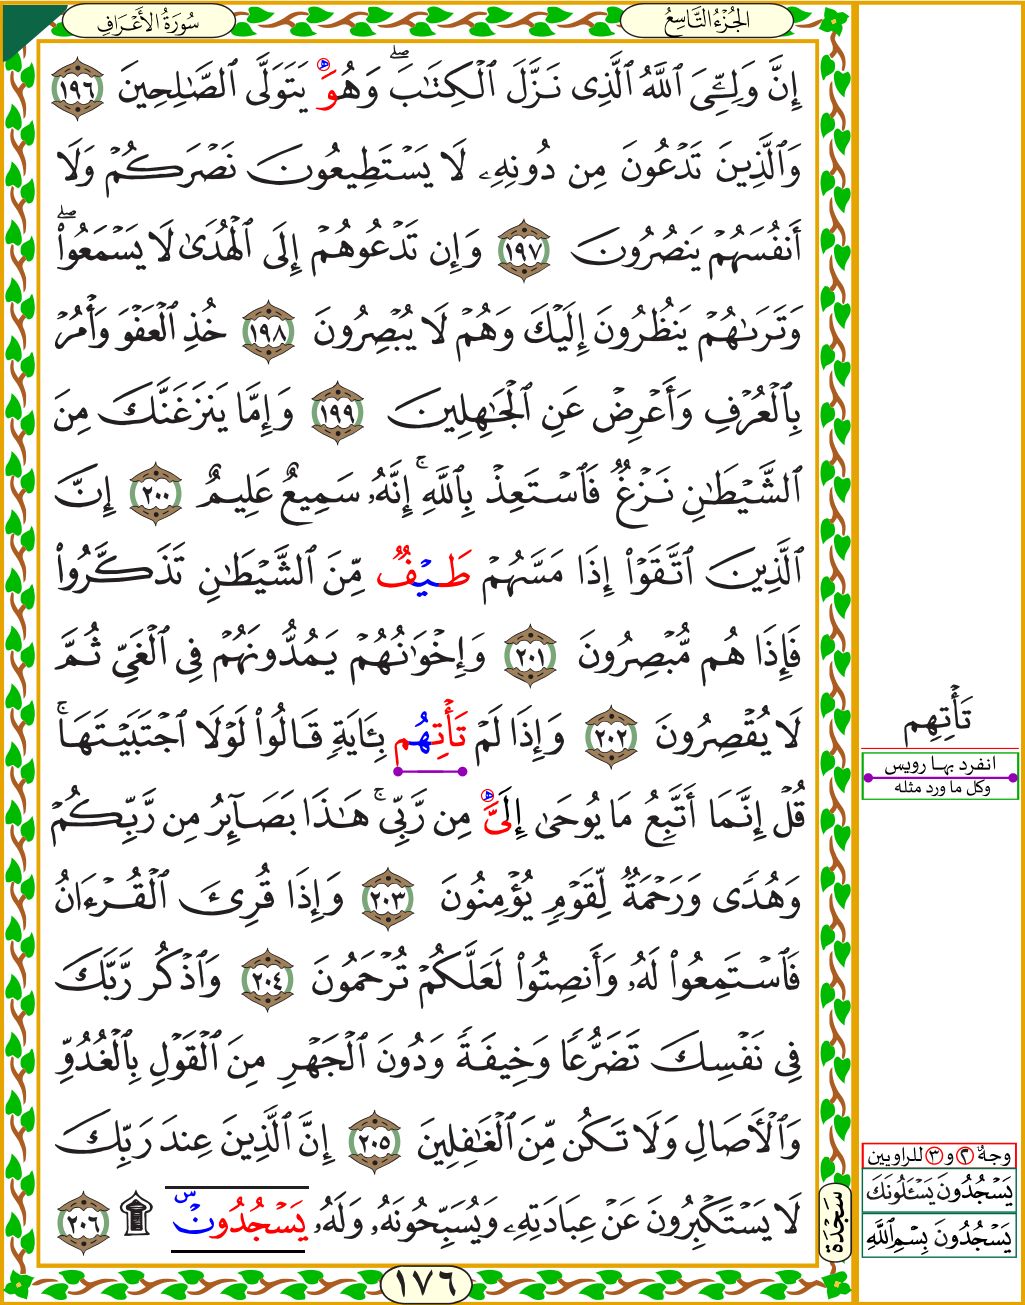 الجُزْءُ التَّاسِعُ
سُورَةُ الأَعْرَافِ
إِنَّ وَلِـِّۧيَ ٱللَّهُ ٱلَّذِى نَزَّلَ ٱلْكِتَٰبَ ۖ وَهُوَ يَتَوَلَّى ٱلصَّٰلِحِينَ ١٩٦
وَٱلَّذِينَ تَدْعُونَ مِن دُونِهِۦ لَا يَسْتَطِيعُونَ نَصْرَكُمْ وَلَا
أَنفُسَهُمْ يَنصُرُونَ ١٩٧ وَإِن تَدْعُوهُمْ إِلَى ٱلْهُدَىٰ لَا يَسْمَعُوا۟ ۖ
وَتَرَىٰهُمْ يَنظُرُونَ إِلَيْكَ وَهُمْ لَا يُبْصِرُونَ ١٩٨ خُذِ ٱلْعَفْوَ وَأْمُرْ
بِٱلْعُرْفِ وَأَعْرِضْ عَنِ ٱلْجَٰهِلِينَ ١٩٩ وَإِمَّا يَنزَغَنَّكَ مِنَ
ٱلشَّيْطَٰنِ نَزْغٌ فَٱسْتَعِذْ بِٱللَّهِ ۚ إِنَّهُۥ سَمِيعٌ عَلِيمٌ ٢٠٠ إِنَّ
ٱلَّذِينَ ٱتَّقَوْا۟ إِذَا مَسَّهُمْ طَيْفٌ مِّنَ ٱلشَّيْطَٰنِ تَذَكَّرُوا۟
فَإِذَا هُم مُّبْصِرُونَ ٢٠١ وَإِخْوَٰنُهُمْ يَمُدُّونَهُمْ فِى ٱلْغَىِّ ثُمَّ
لَا يُقْصِرُونَ ٢٠٢ وَإِذَا لَمْ تَأْتِهُم بِـَٔايَةٍ قَالُوا۟ لَوْلَا ٱجْتَبَيْتَهَا ۚ
قُلْ إِنَّمَا أَتَّبِعُ مَا يُوحَىٰ إِلَىَّ مِن رَّبِّى ۚ هَٰذَا بَصَآئِرُ مِن رَّبِّكُمْ
وَهُدًى وَرَحْمَةٌ لِّقَوْمٍ يُؤْمِنُونَ ٢٠٣ وَإِذَا قُرِئَ ٱلْقُرْءَانُ
فَٱسْتَمِعُوا۟ لَهُۥ وَأَنصِتُوا۟ لَعَلَّكُمْ تُرْحَمُونَ ٢٠٤ وَٱذْكُر رَّبَّكَ
فِى نَفْسِكَ تَضَرُّعًا وَخِيفَةً وَدُونَ ٱلْجَهْرِ مِنَ ٱلْقَوْلِ بِٱلْغُدُوِّ
وَٱلْأَصَالِ وَلَا تَكُن مِّنَ ٱلْغَٰفِلِينَ ٢٠٥ إِنَّ ٱلَّذِينَ عِندَ رَبِّكَ
لَا يَسْتَكْبِرُونَ عَنْ عِبَادَتِهِۦ وَيُسَبِّحُونَهُۥ وَلَهُۥ يَسْجُدُونَ س ۩ ٢٠٦
سَجْدَة
١٧٦
تَأْتِهِم
انفرد بها رويس
وكل ما ورد مثله
وجهُ ٢ و ٣ للراويين
يَسْجُدُونَ يَسْـَٔلُونَكَ
يَسْجُدُونَ بِسْمِ ٱللَّهِ